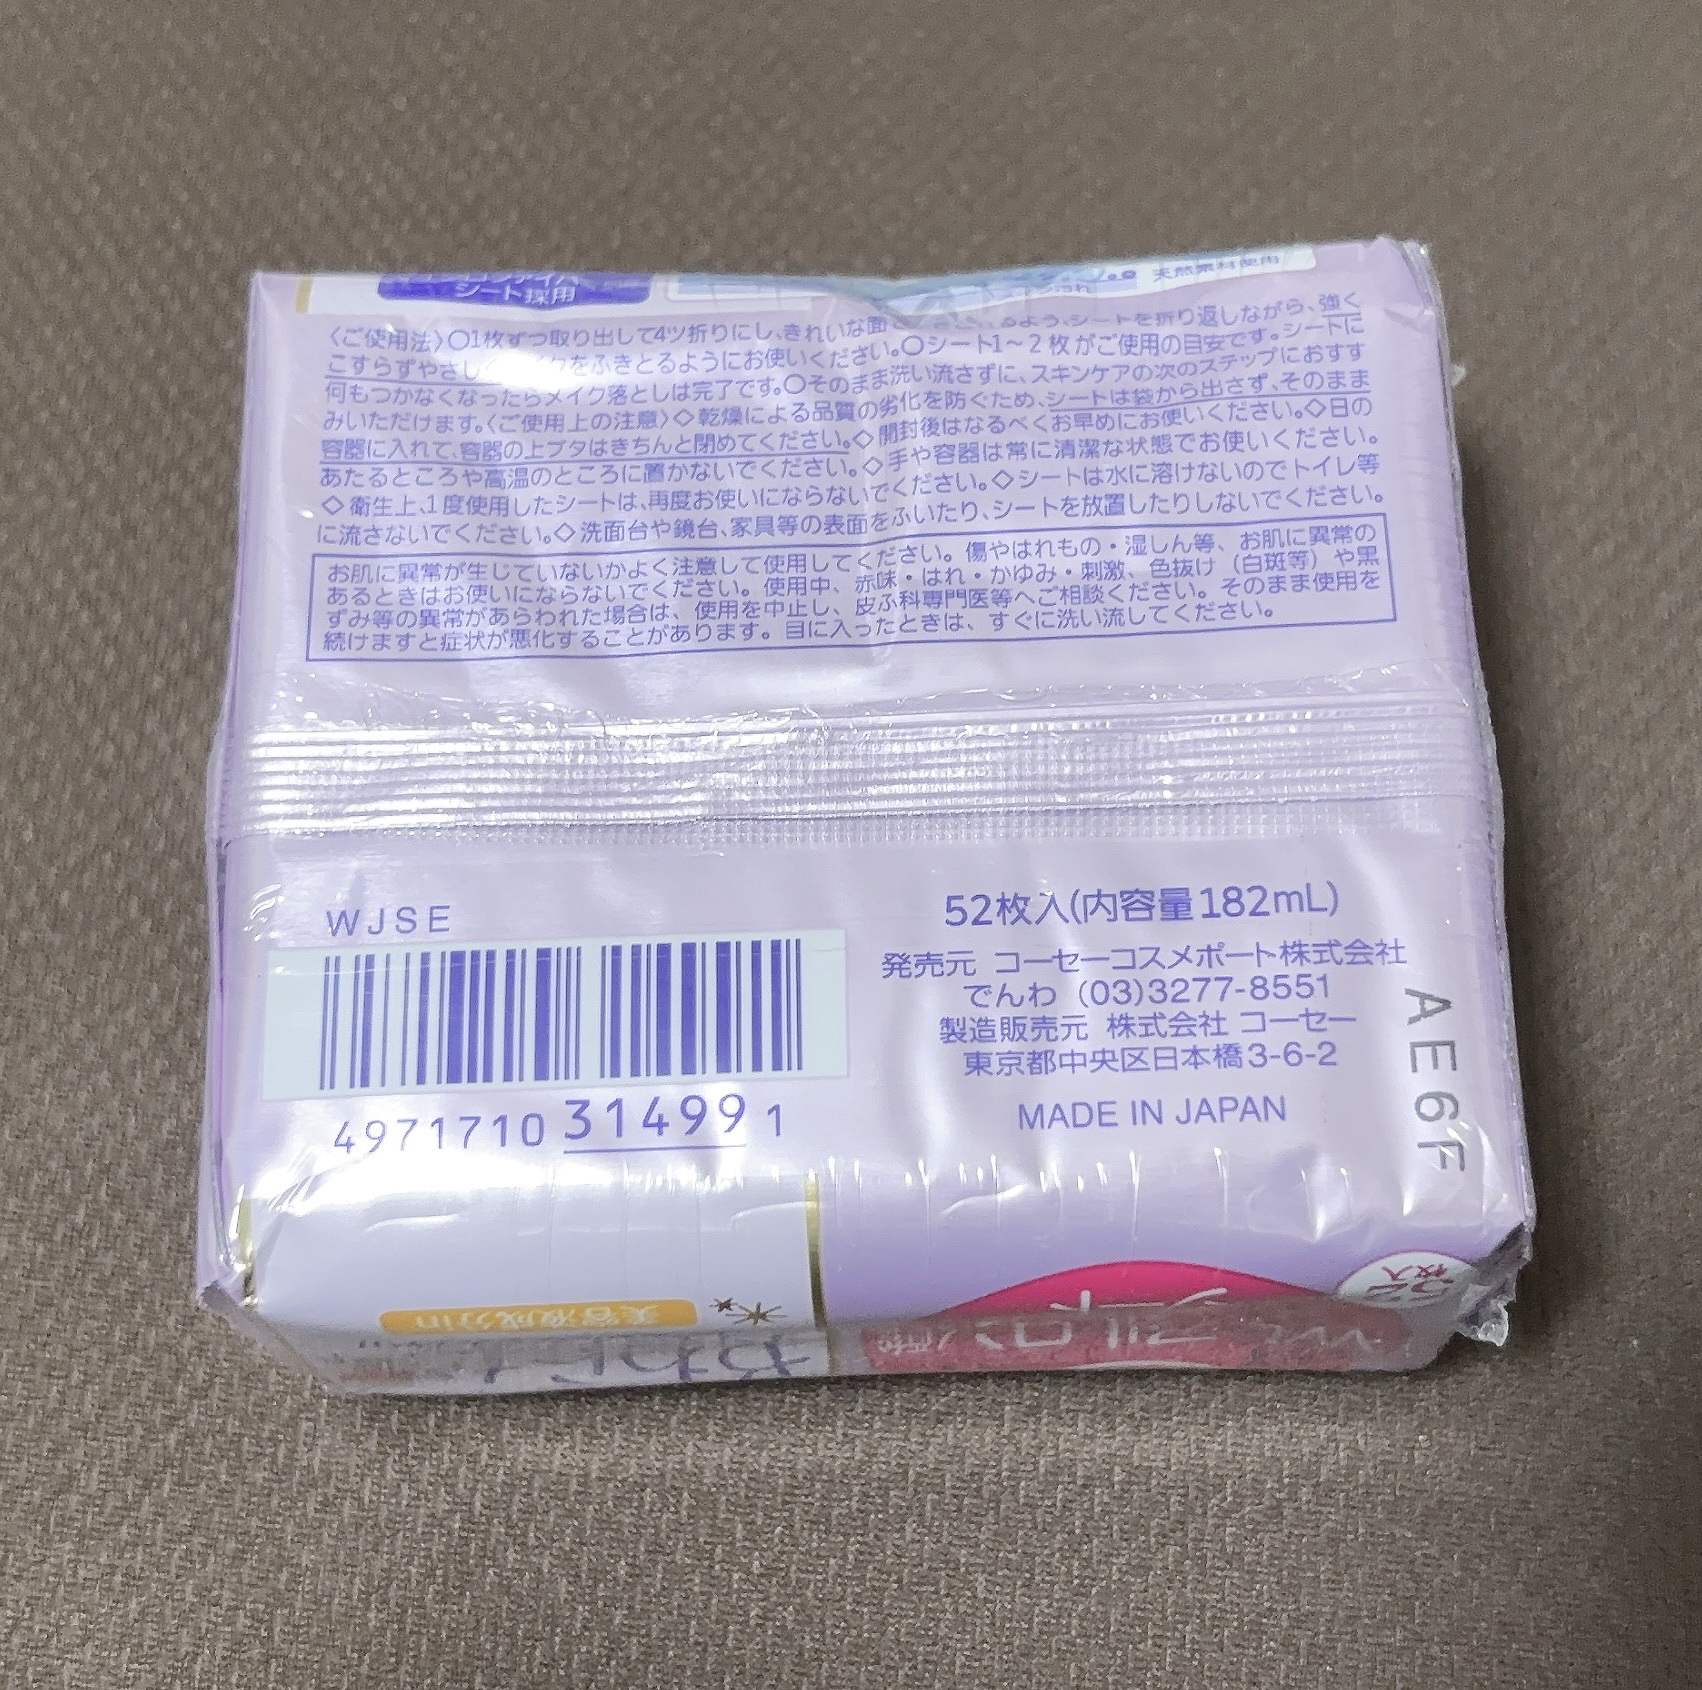 シート採用
天然素材使用
〈ご使用法〉〇1枚ずつ取り出して4ツ折りにし、きれいな面 よう、シートを折り返しながら、強く
こすらずやさし をふきとるようにお使いください。〇シート1～2枚がご使用の目安です。シートに
何もつかなくなったらメイク落としは完了です。〇そのまま洗い流さずに、スキンケアの次のステップにおすす
みいただけます。〈ご使用上の注意〉◇乾燥による品質の劣化を防ぐため、シートは袋から出さず、そのまま
容器に入れて、容器の上ブタはきちんと閉めてください。◇開封後はなるべくお早めにお使いください。◇日の
あたるところや高温のところに置かないでください。◇手や容器は常に清潔な状態でお使いください。
◇衛生上、1度使用したシートは、再度お使いにならないでください。◇シートは水に溶けないのでトイレ等
に流さないでください。◇洗面台や鏡台、家具等の表面をふいたり、シートを放置したりしないでください。
お肌に異常が生じていないかよく注意して使用してください。傷やはれもの・湿しん等、お肌に異常の
あるときはお使いにならないでください。使用中、赤味・はれ・かゆみ・刺激、色抜け（白斑等）や黒
ずみ等の異常があらわれた場合は、使用を中止し、皮ふ科専門医等へご相談ください。そのまま使用を
続けますと症状が悪化することがあります。目に入ったときは、すぐに洗い流してください。
WJSE
4971710 314991
52枚入(内容量182mL)
発売元 コーセーコスメポート株式会社
でんわ (03)3277-8551
製造販売元 株式会社 コーセー
東京都中央区日本橋3-6-2
MADE IN JAPAN
AE6F
52枚入
美容液成分in
シート